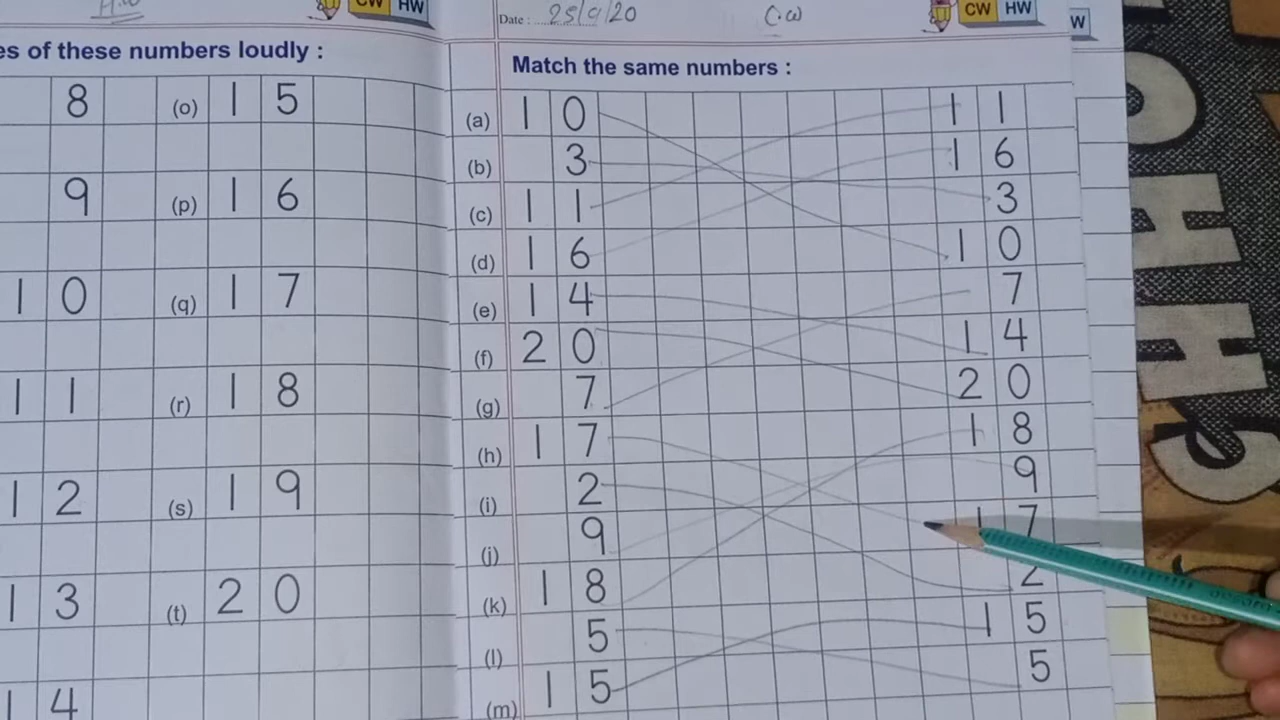 H.W
CW HW
es of these numbers loudly :
8 (o) 1 5
9 (p) 1 6
1 0 (q) 1 7
1 1 (r) 1 8
1 2 (s) 1 9
1 3 (t) 2 0
1 4
Date : 25/9/20 C.W CW HW
W
Match the same numbers :
(a) 1 0 1 1
(b) 3 1 6
(c) 1 1 3
(d) 1 6 1 0
(e) 1 4 7
(f) 2 0 1 4
(g) 7 2 0
(h) 1 7 1 8
(i) 2 9
(j) 9 1 7
(k) 1 8 2
(l) 5 1 5
(m) 1 5 5